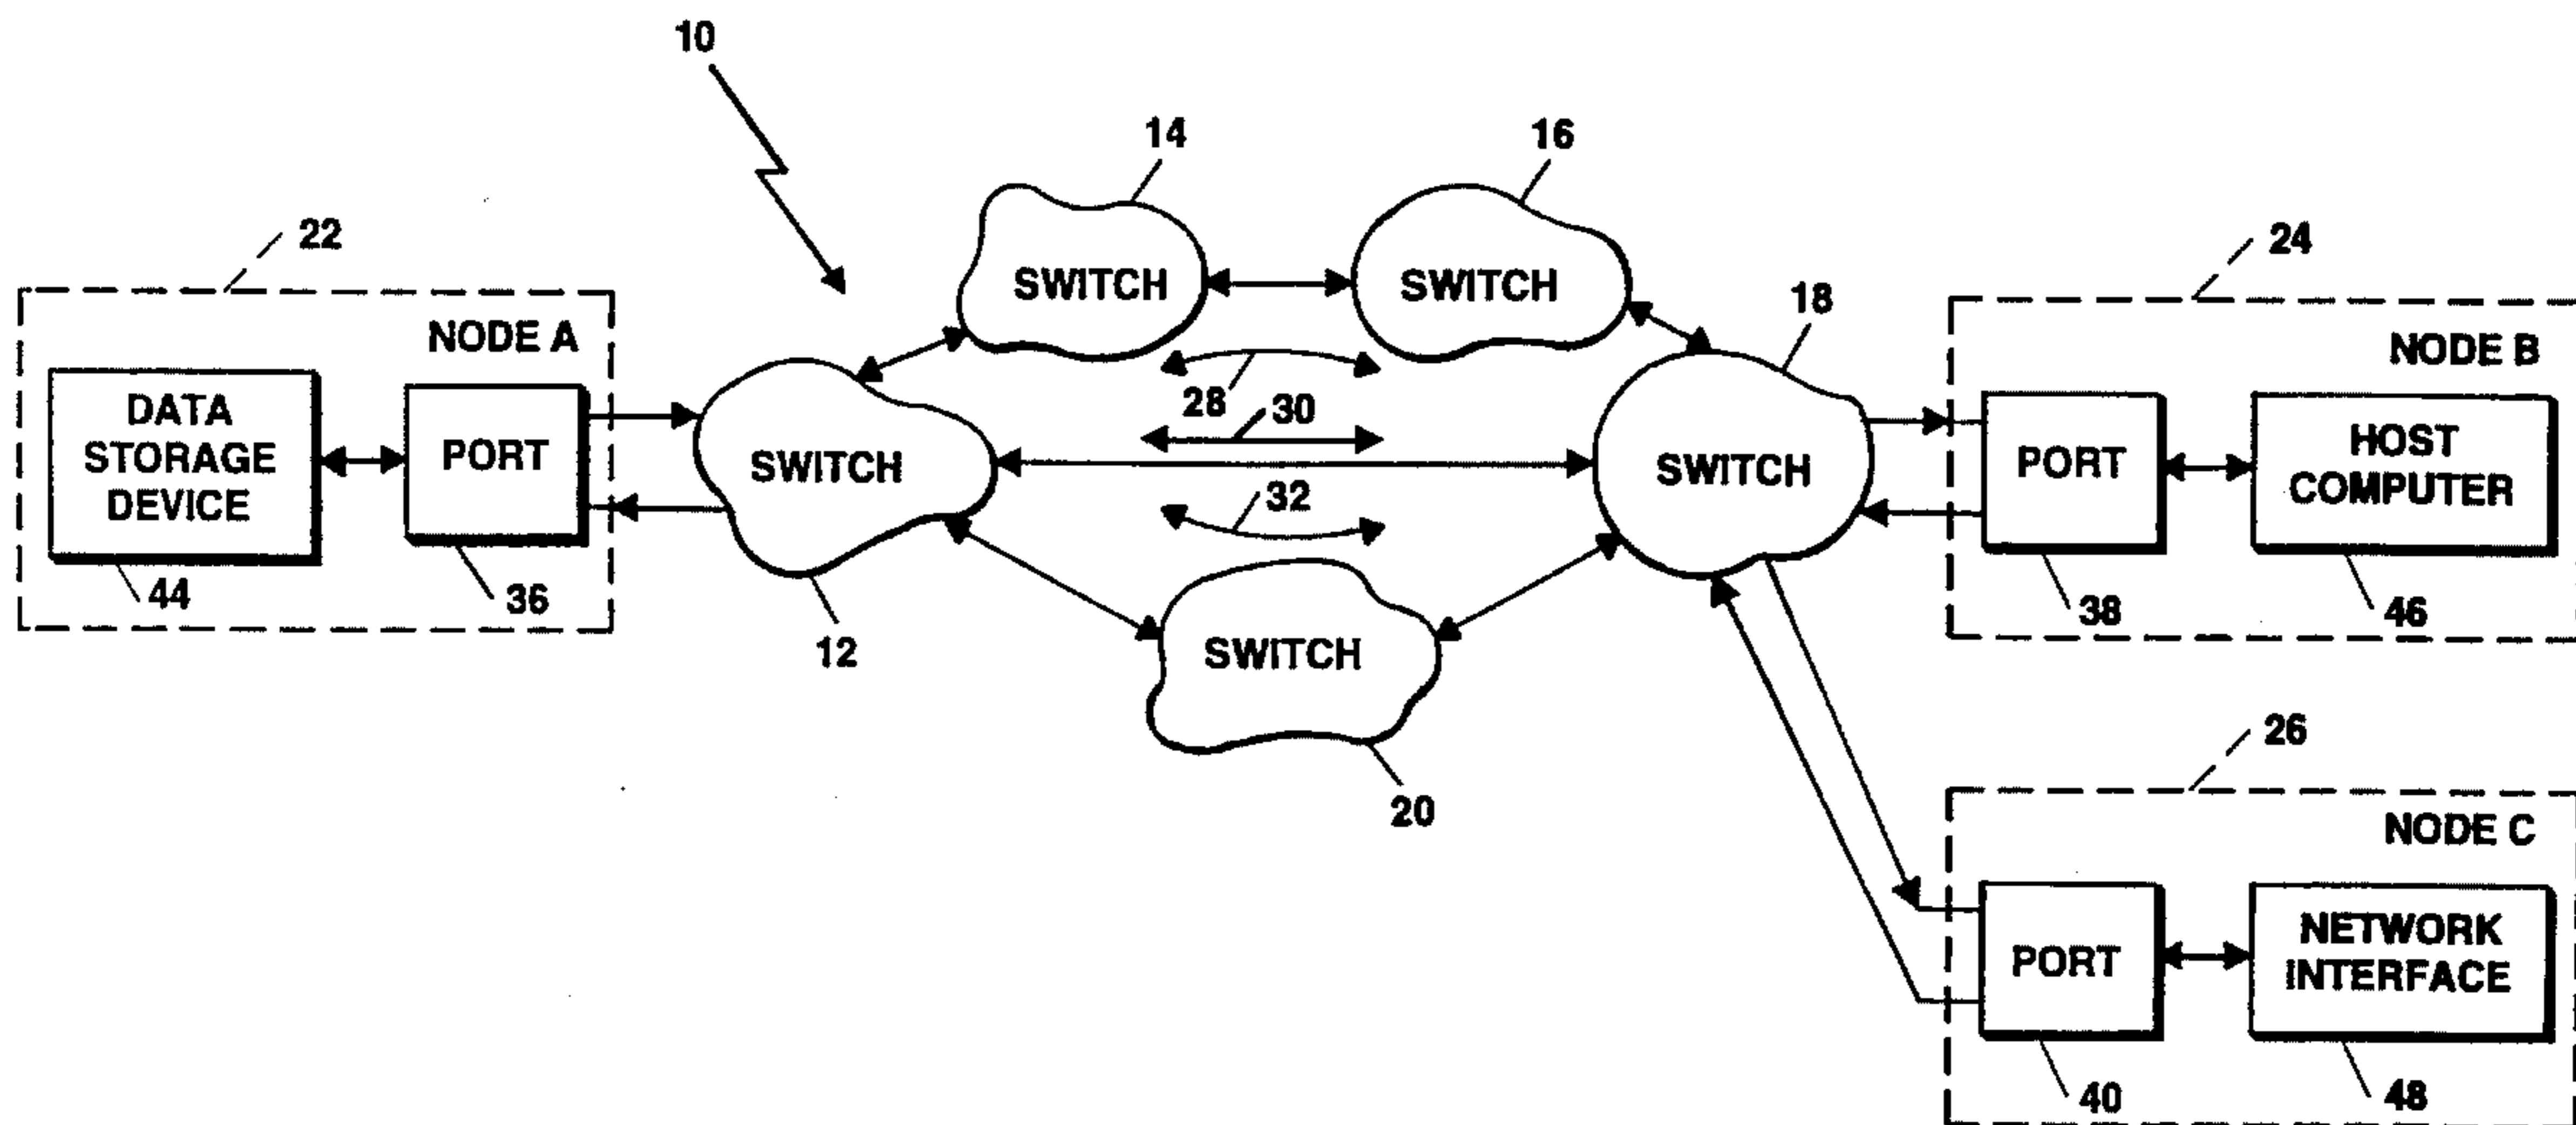 10
14
16
22
24
18
NODE A
NODE B
DATA
STORAGE
DEVICE
PORT
SWITCH
SWITCH
SWITCH
28
30
32
SWITCH
PORT
HOST
COMPUTER
44
36
12
SWITCH
20
38
46
26
NODE C
PORT
NETWORK
INTERFACE
40
48